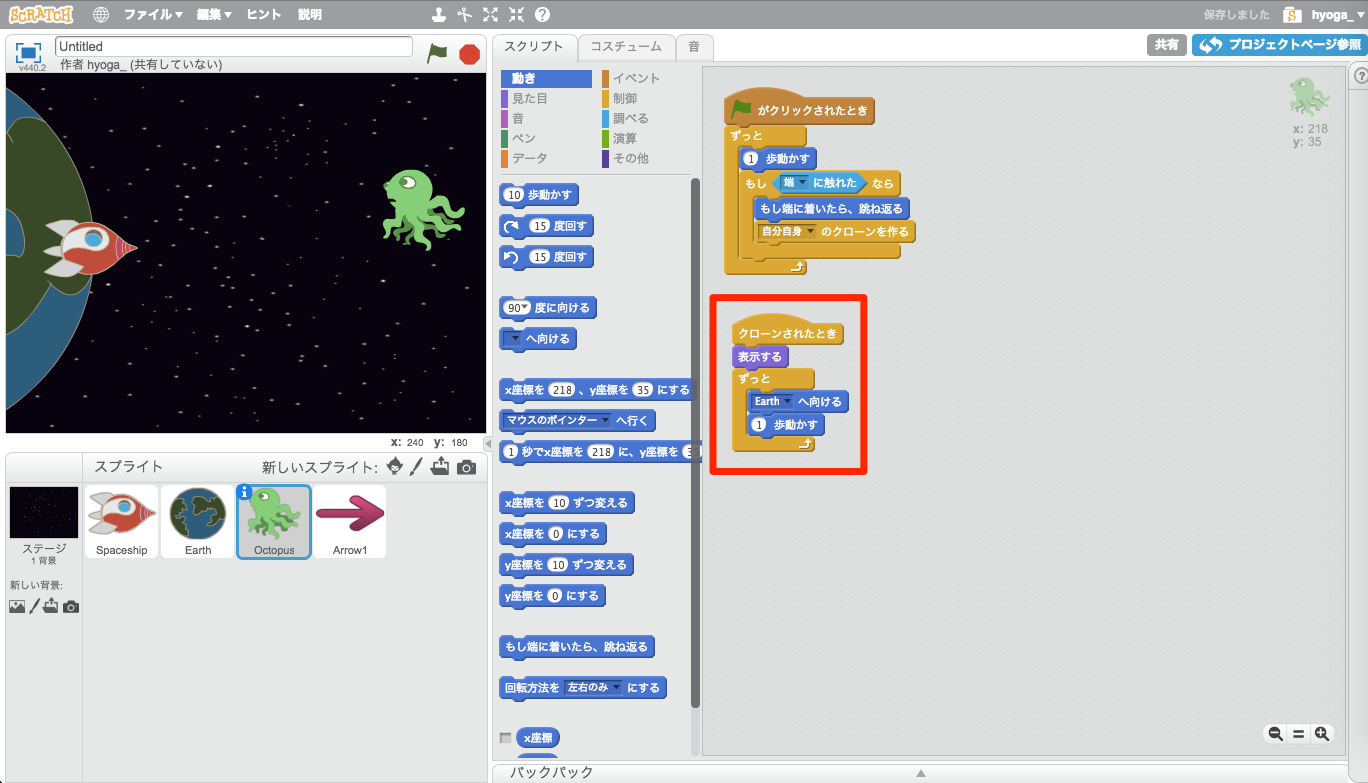 SCRATCH ファイル▼ 編集▼ ヒント 説明 保存しました hyoga_▼
v440.2
Untitled
作者 hyoga_ (共有していない)
スクリプト コスチューム 音
共有 プロジェクトページ参照
動き
見た目
音
ペン
データ
イベント
制御
調べる
演算
その他
10 歩動かす
15 度回す
15 度回す
90▼ 度に向ける
▼ へ向ける
x座標を 218 、y座標を 35 にする
マウスのポインター ▼ へ行く
1 秒でx座標を 218 に、y座標を
x座標を 10 ずつ変える
x座標を 0 にする
y座標を 10 ずつ変える
y座標を 0 にする
もし端に着いたら、跳ね返る
回転方法を 左右のみ ▼ にする
x座標
がクリックされたとき
ずっと
1 歩動かす
もし 端 ▼ に触れた なら
もし端に着いたら、跳ね返る
自分自身 ▼ のクローンを作る
クローンされたとき
表示する
ずっと
Earth ▼ へ向ける
1 歩動かす
x: 218
y: 35
x: 240 y: 180
スプライト 新しいスプライト:
ステージ
1 背景
新しい背景:
Spaceship
Earth
Octopus
Arrow1
バックパック